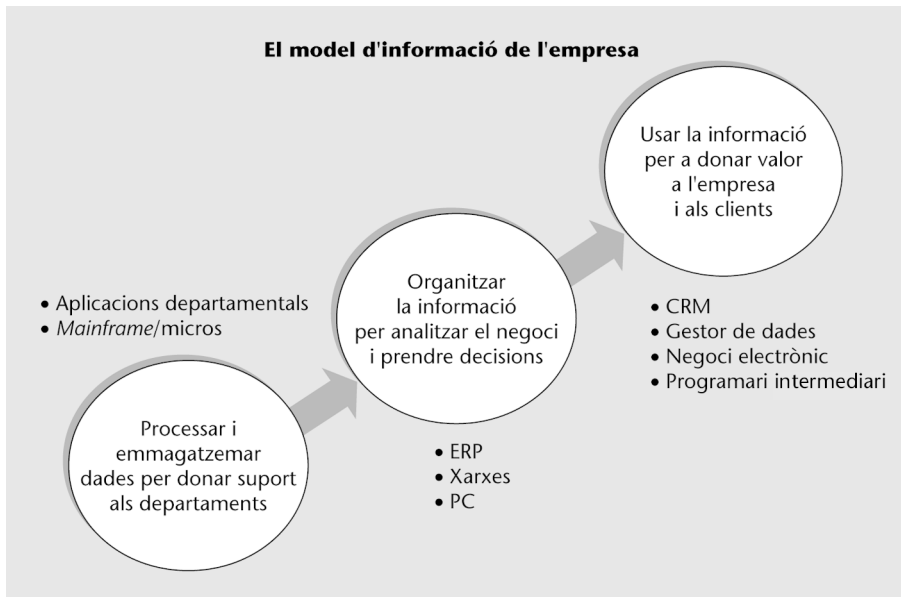 El model d'informació de l'empresa
Usar la informació
per a donar valor
a l'empresa
i als clients
• CRM
• Gestor de dades
• Negoci electrònic
• Programari intermediari
Organitzar
la informació
per analitzar el negoci
i prendre decisions
• ERP
• Xarxes
• PC
• Aplicacions departamentals
• Mainframe/micros
Processar i
emmagatzemar
dades per donar suport
als departaments